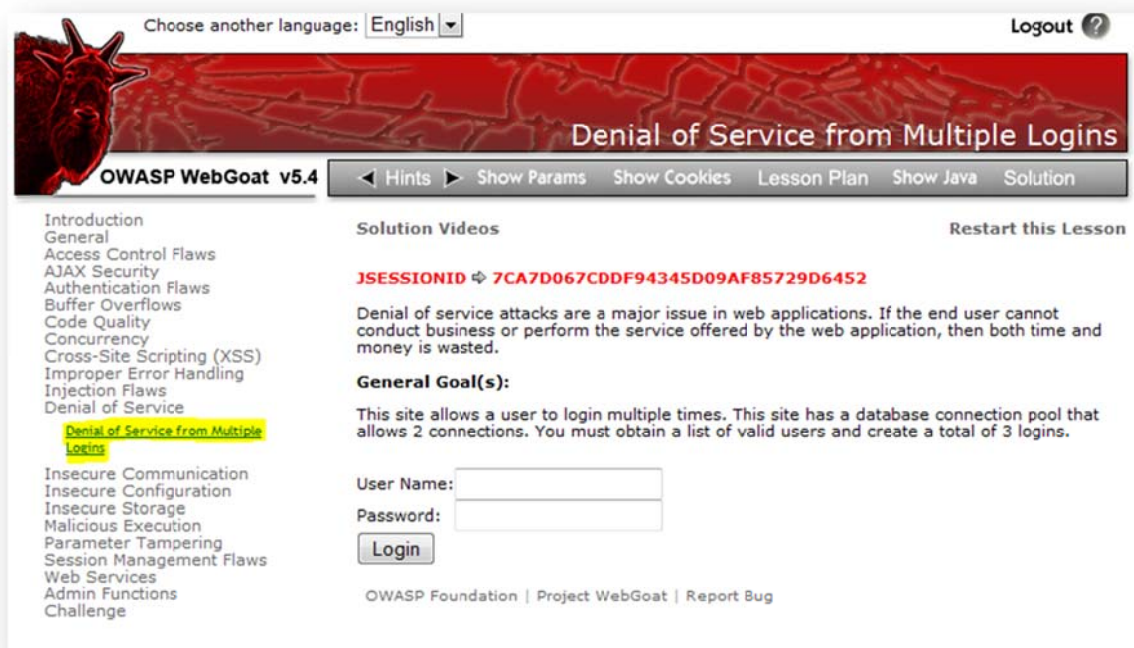 Choose another language: English
Logout ?
Denial of Service from Multiple Logins
OWASP WebGoat v5.4
Hints Show Params Show Cookies Lesson Plan Show Java Solution
Introduction
General
Access Control Flaws
AJAX Security
Authentication Flaws
Buffer Overflows
Code Quality
Concurrency
Cross-Site Scripting (XSS)
Improper Error Handling
Injection Flaws
Denial of Service
Denial of Service from Multiple
Logins
Insecure Communication
Insecure Configuration
Insecure Storage
Malicious Execution
Parameter Tampering
Session Management Flaws
Web Services
Admin Functions
Challenge
Solution Videos
Restart this Lesson
JSESSIONID ⇨ 7CA7D067CDDF94345D09AF85729D6452
Denial of service attacks are a major issue in web applications. If the end user cannot
conduct business or perform the service offered by the web application, then both time and
money is wasted.
General Goal(s):
This site allows a user to login multiple times. This site has a database connection pool that
allows 2 connections. You must obtain a list of valid users and create a total of 3 logins.
User Name:
Password:
Login
OWASP Foundation | Project WebGoat | Report Bug